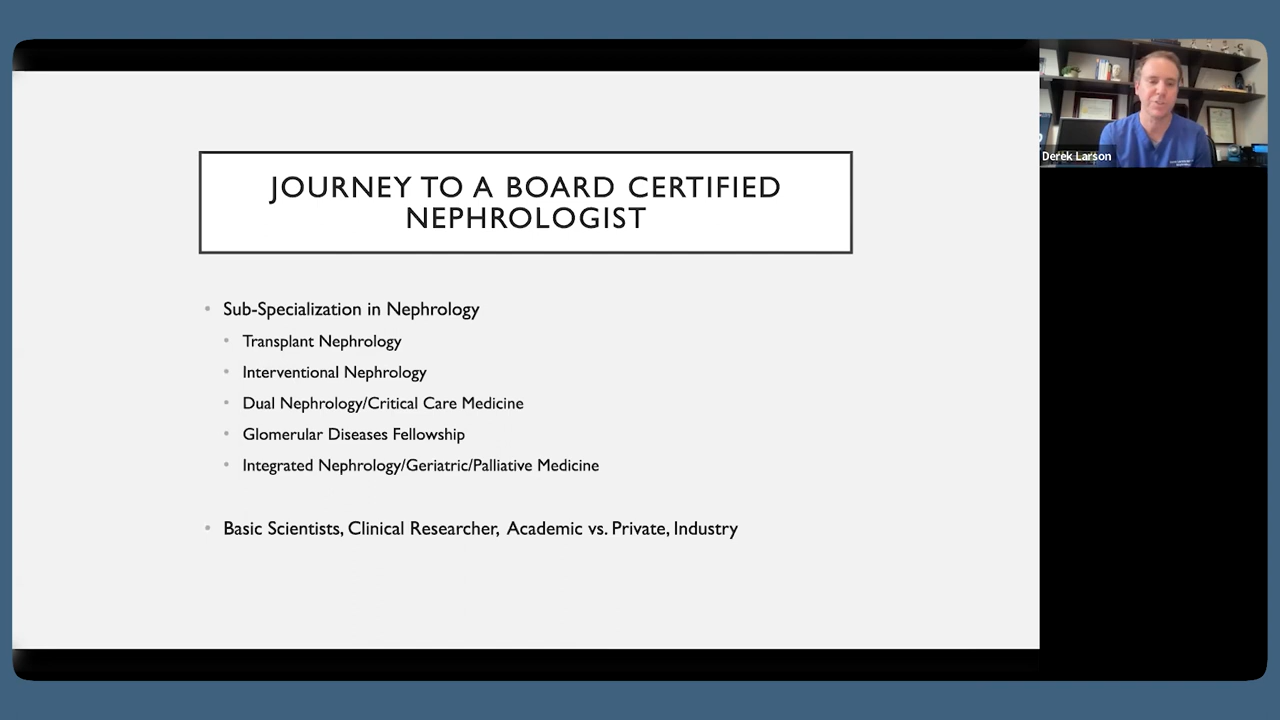 JOURNEY TO A BOARD CERTIFIED
NEPHROLOGIST
• Sub-Specialization in Nephrology
• Transplant Nephrology
• Interventional Nephrology
• Dual Nephrology/Critical Care Medicine
• Glomerular Diseases Fellowship
• Integrated Nephrology/Geriatric/Palliative Medicine
• Basic Scientists, Clinical Researcher, Academic vs. Private, Industry
Derek Larson